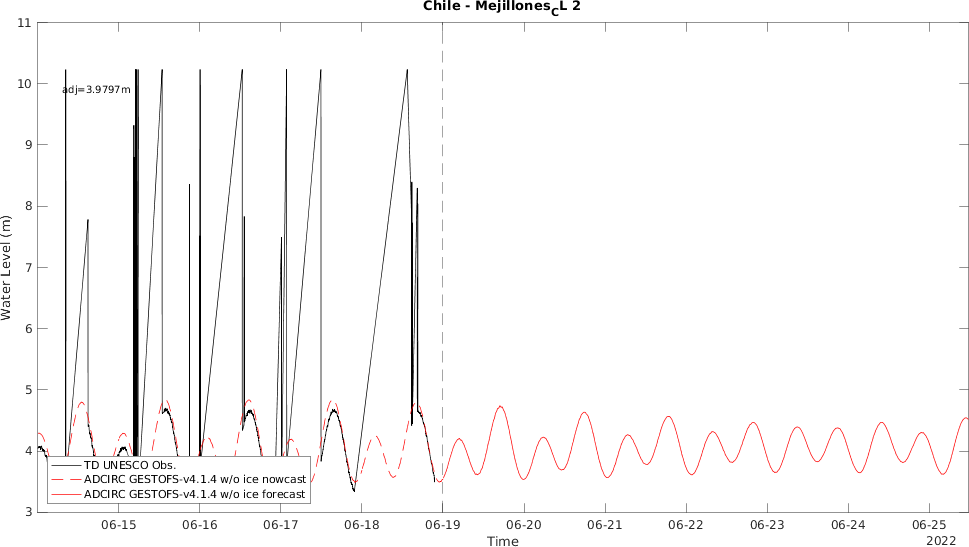 Chile - Mejillones_CL 2
11
10
9
8
7
6
5
4
3
Water Level (m)
adj=3.9797m
TD UNESCO Obs.
ADCIRC GESTOFS-v4.1.4 w/o ice nowcast
ADCIRC GESTOFS-v4.1.4 w/o ice forecast
06-15 06-16 06-17 06-18 06-19 06-20 06-21 06-22 06-23 06-24 06-25
Time
2022